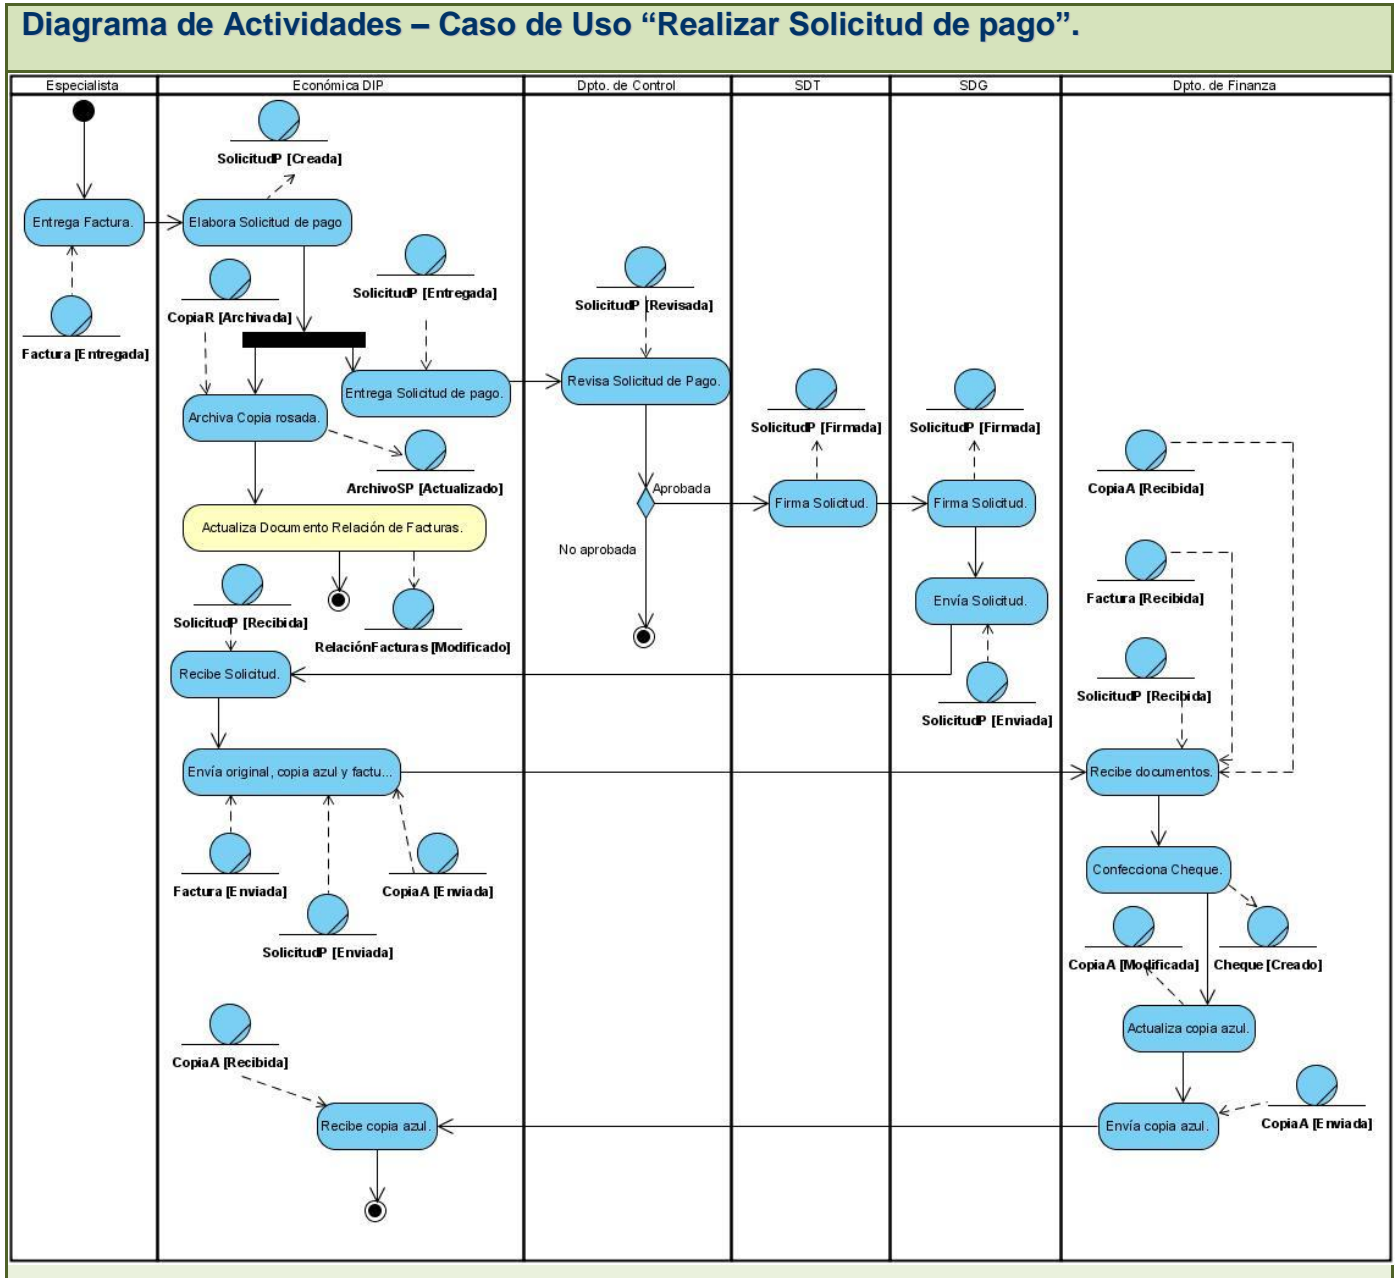 Diagrama de Actividades – Caso de Uso “Realizar Solicitud de pago”.
Especialista
Económica DIP
Dpto. de Control
SDT
SDG
Dpto. de Finanza
SolicitudP [Creada]
Entrega Factura.
Elabora Solicitud de pago
SolicitudP [Entregada]
SolicitudP [Revisada]
CopiaR [Archivada]
Factura [Entregada]
Entrega Solicitud de pago.
Revisa Solicitud de Pago.
Archiva Copia rosada.
SolicitudP [Firmada]
SolicitudP [Firmada]
ArchivoSP [Actualizado]
CopiaA [Recibida]
Aprobada
Firma Solicitud.
Firma Solicitud.
Actualiza Documento Relación de Facturas.
No aprobada
Factura [Recibida]
Envía Solicitud.
SolicitudP [Recibida]
RelaciónFacturas [Modificado]
Recibe Solicitud.
SolicitudP [Recibida]
SolicitudP [Enviada]
Envía original, copia azul y factu...
Recibe documentos.
Factura [Enviada]
CopiaA [Enviada]
Confecciona Cheque.
SolicitudP [Enviada]
CopiaA [Modificada]
Cheque [Creado]
Actualiza copia azul.
CopiaA [Recibida]
Recibe copia azul.
Envía copia azul.
CopiaA [Enviada]